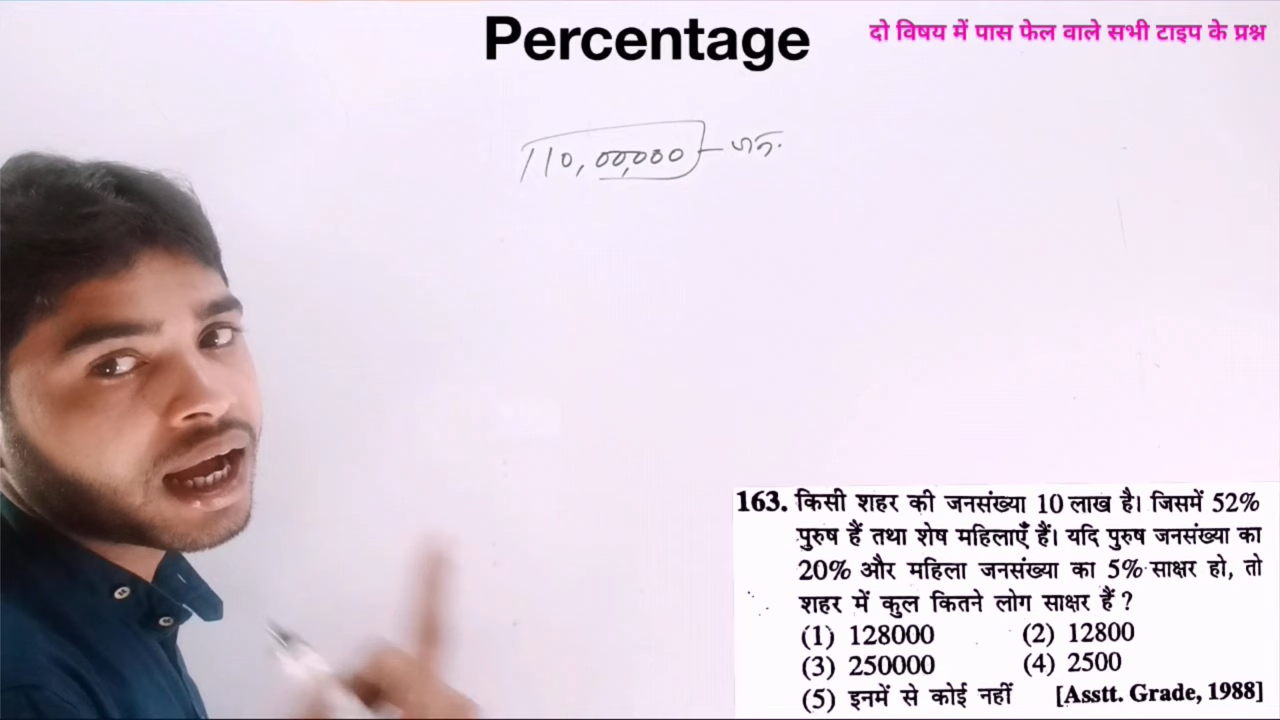 Percentage
दो विषय में पास फेल वाले सभी टाइप के प्रश्न
110,00,000 – जन.
163. किसी शहर की जनसंख्या 10 लाख है। जिसमें 52%
पुरुष हैं तथा शेष महिलाएँ हैं। यदि पुरुष जनसंख्या का
20% और महिला जनसंख्या का 5% साक्षर हो, तो
शहर में कुल कितने लोग साक्षर हैं ?
(1) 128000 (2) 12800
(3) 250000 (4) 2500
(5) इनमें से कोई नहीं [Asstt. Grade, 1988]